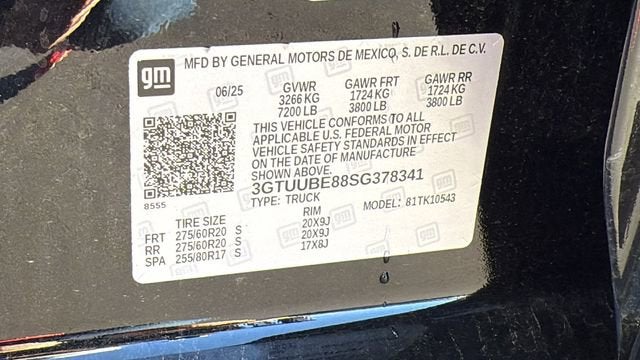 MFD BY GENERAL MOTORS DE MEXICO, S. DE R.L. DE C.V.
gm
06/25 GVWR GAWR FRT GAWR RR
3266 KG 1724 KG 1724 KG
7200 LB 3800 LB 3800 LB
THIS VEHICLE CONFORMS TO ALL
APPLICABLE U.S. FEDERAL MOTOR
VEHICLE SAFETY STANDARDS IN EFFECT
ON THE DATE OF MANUFACTURE
SHOWN ABOVE.
3GTUUBE88SG378341
8555
TYPE: TRUCK MODEL: 81TK10543
TIRE SIZE RIM
FRT 275/60R20 S 20X9J
RR 275/60R20 S 20X9J
SPA 255/80R17 S 17X8J